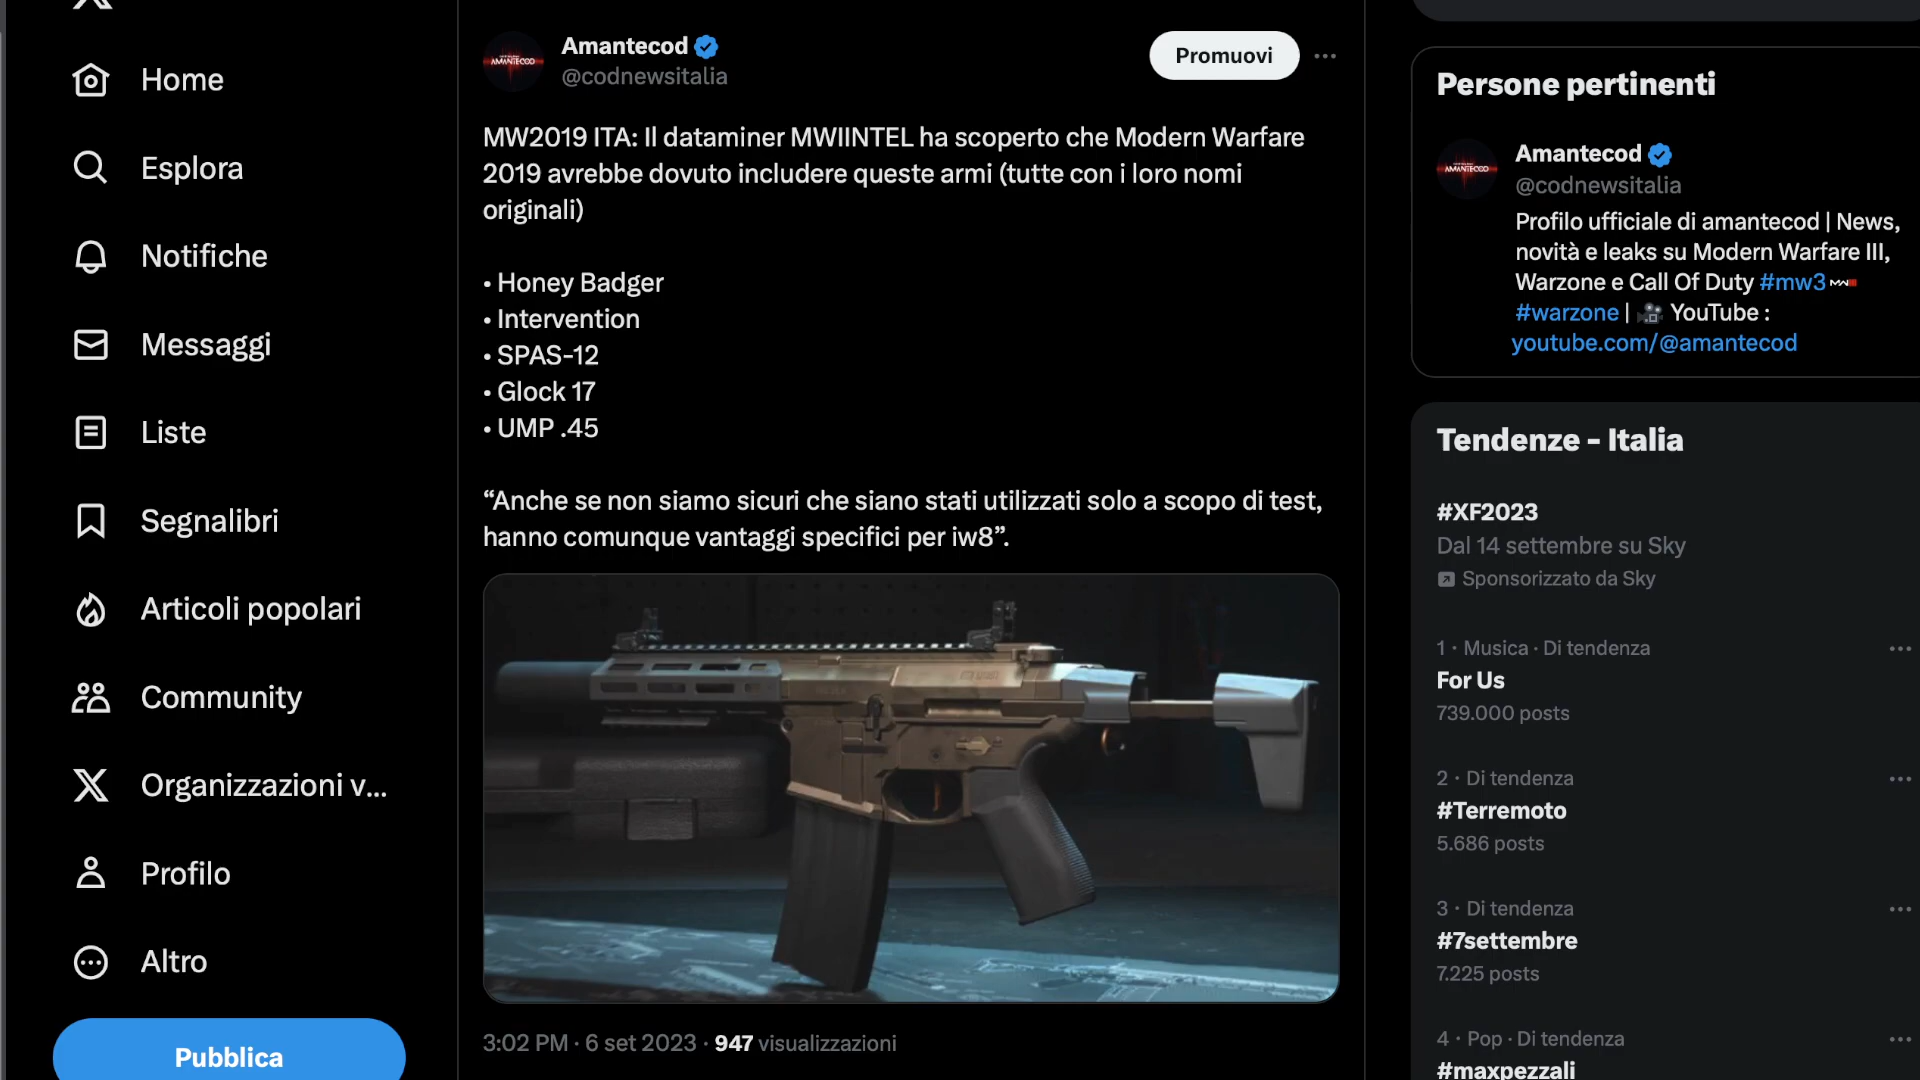 Home
Esplora
Notifiche
Messaggi
Liste
Segnalibri
Articoli popolari
Community
Organizzazioni v...
Profilo
Altro
Pubblica
AMANTECOD
Amantecod
@codnewsitalia
Promuovi
MW2019 ITA: Il dataminer MWIINTEL ha scoperto che Modern Warfare
2019 avrebbe dovuto includere queste armi (tutte con i loro nomi
originali)
• Honey Badger
• Intervention
• SPAS-12
• Glock 17
• UMP .45
“Anche se non siamo sicuri che siano stati utilizzati solo a scopo di test,
hanno comunque vantaggi specifici per iw8”.
3:02 PM · 6 set 2023 · 947 visualizzazioni
Persone pertinenti
AMANTECOD
Amantecod
@codnewsitalia
Profilo ufficiale di amantecod | News,
novità e leaks su Modern Warfare III,
Warzone e Call Of Duty #mw3
#warzone | YouTube :
youtube.com/@amantecod
Tendenze - Italia
#XF2023
Dal 14 settembre su Sky
Sponsorizzato da Sky
1 · Musica · Di tendenza
For Us
739.000 posts
2 · Di tendenza
#Terremoto
5.686 posts
3 · Di tendenza
#7settembre
7.225 posts
4 · Pop · Di tendenza
#maxpezzali